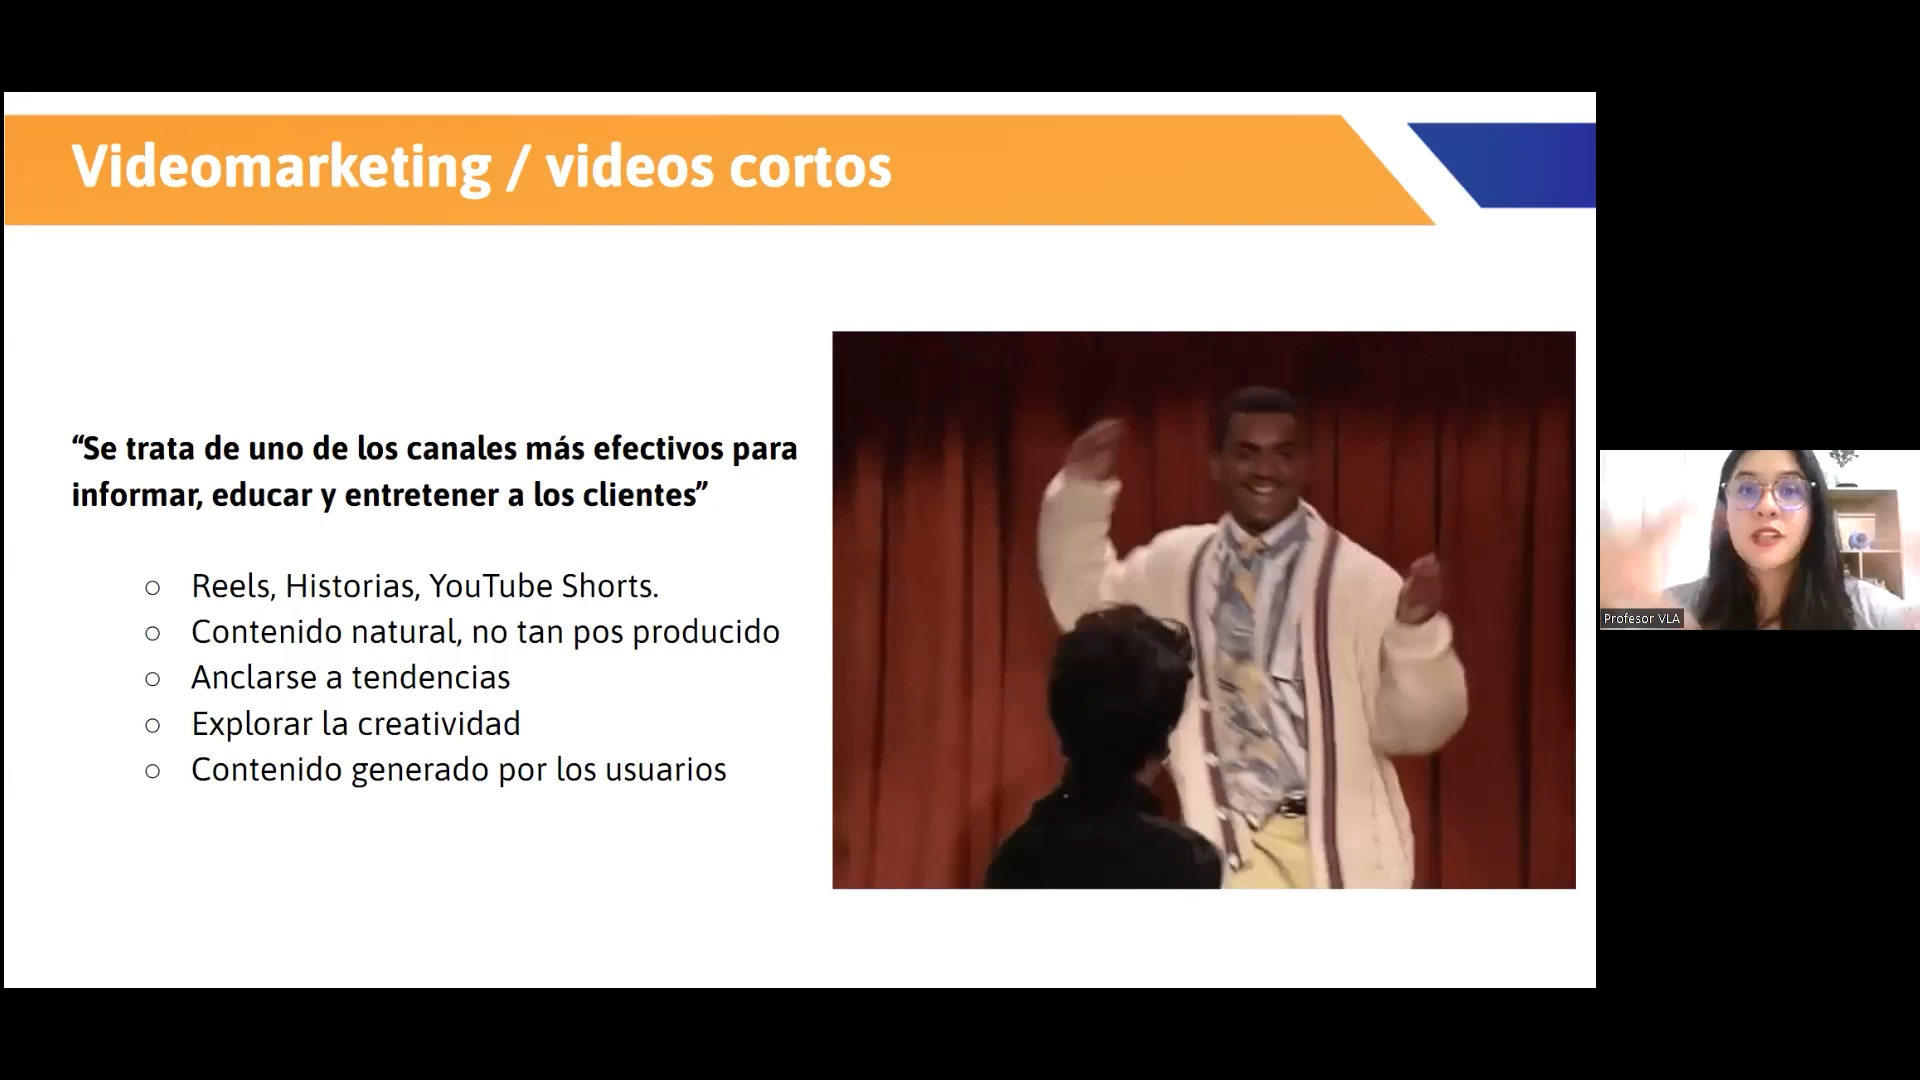 Videomarketing / videos cortos
“Se trata de uno de los canales más efectivos para
informar, educar y entretener a los clientes”
○ Reels, Historias, YouTube Shorts.
○ Contenido natural, no tan pos producido
○ Anclarse a tendencias
○ Explorar la creatividad
○ Contenido generado por los usuarios
Profesor VLA